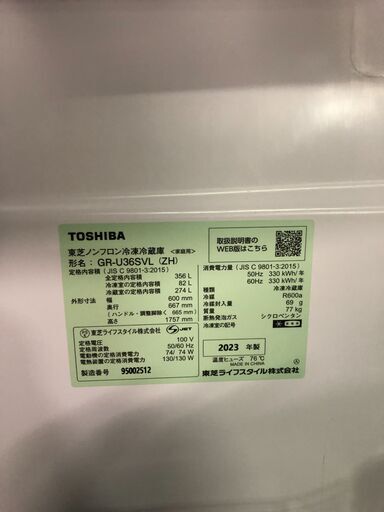 TOSHIBA
東芝ノンフロン冷凍冷蔵庫 <家庭用>
形名: GR-U36SVL (ZH)
定格内容積 (JIS C 9801-3:2015)
全定格内容積 356 L
冷凍室の定格内容積 82 L
冷蔵室の定格内容積 274 L
外形寸法 幅 600 mm
奥行 667 mm
(ハンドル・調整脚除く 665 mm)
高さ 1757 mm
東芝ライフスタイル株式会社 JET
定格電圧 100 V
定格周波数 50/60 Hz
電動機の定格消費電力 74/ 74 W
電熱装置の定格消費電力 130/130 W
製造番号 95002512
取扱説明書の
WEB版はこちら
消費電力量 (JIS C 9801-3:2015)
50Hz 330 kWh/年
60Hz 330 kWh/年
種類 冷凍冷蔵庫
冷媒 R600a
冷媒封入量 69 g
質量 77 kg
断熱発泡ガス シクロペンタン
冷凍室の記号
2023 年製
温度ヒューズ 76℃
MADE IN CHINA
東芝ライフスタイル株式会社